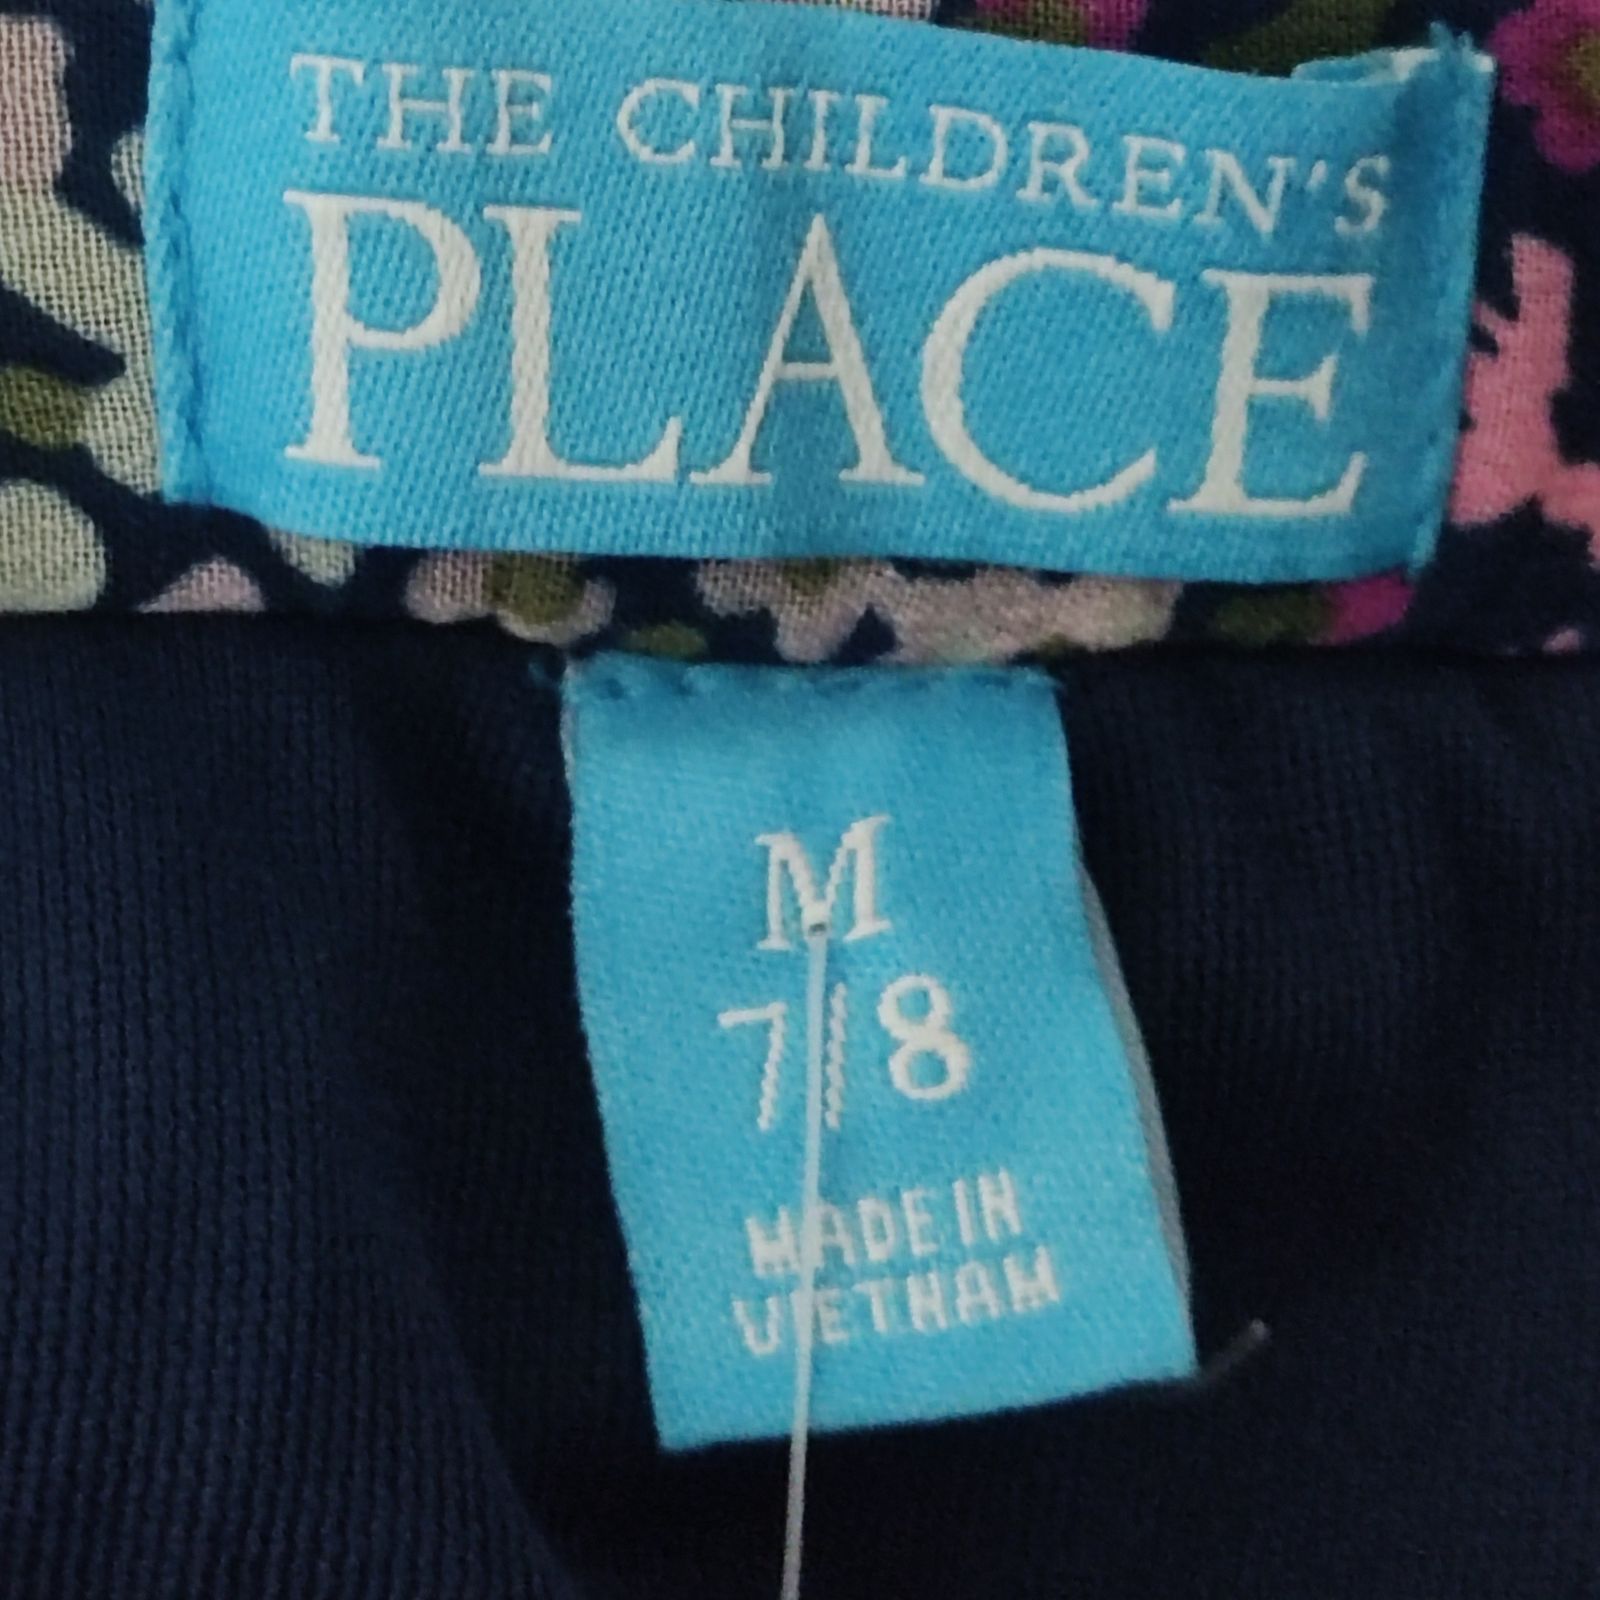 THE CHILDREN'S
PLACE
M
7/8
MADE IN
VIETNAM